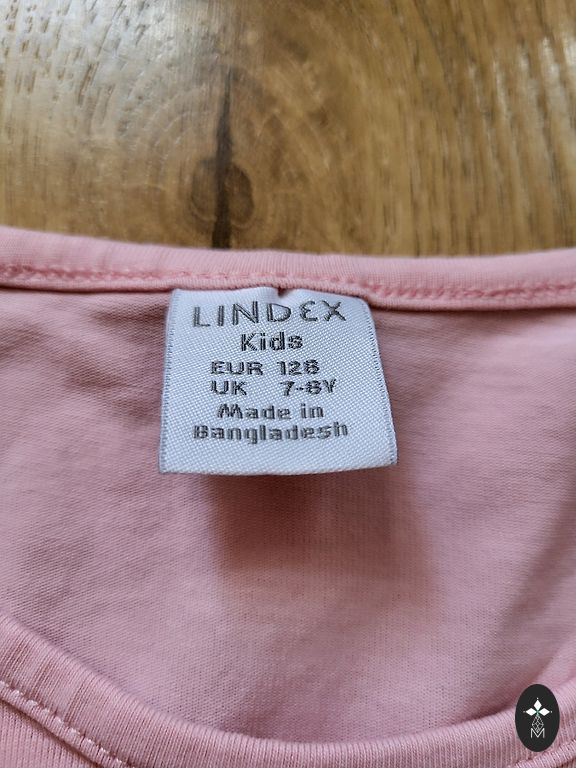 LINDEX
Kids
EUR 128
UK 7-8Y
Made in
Bangladesh